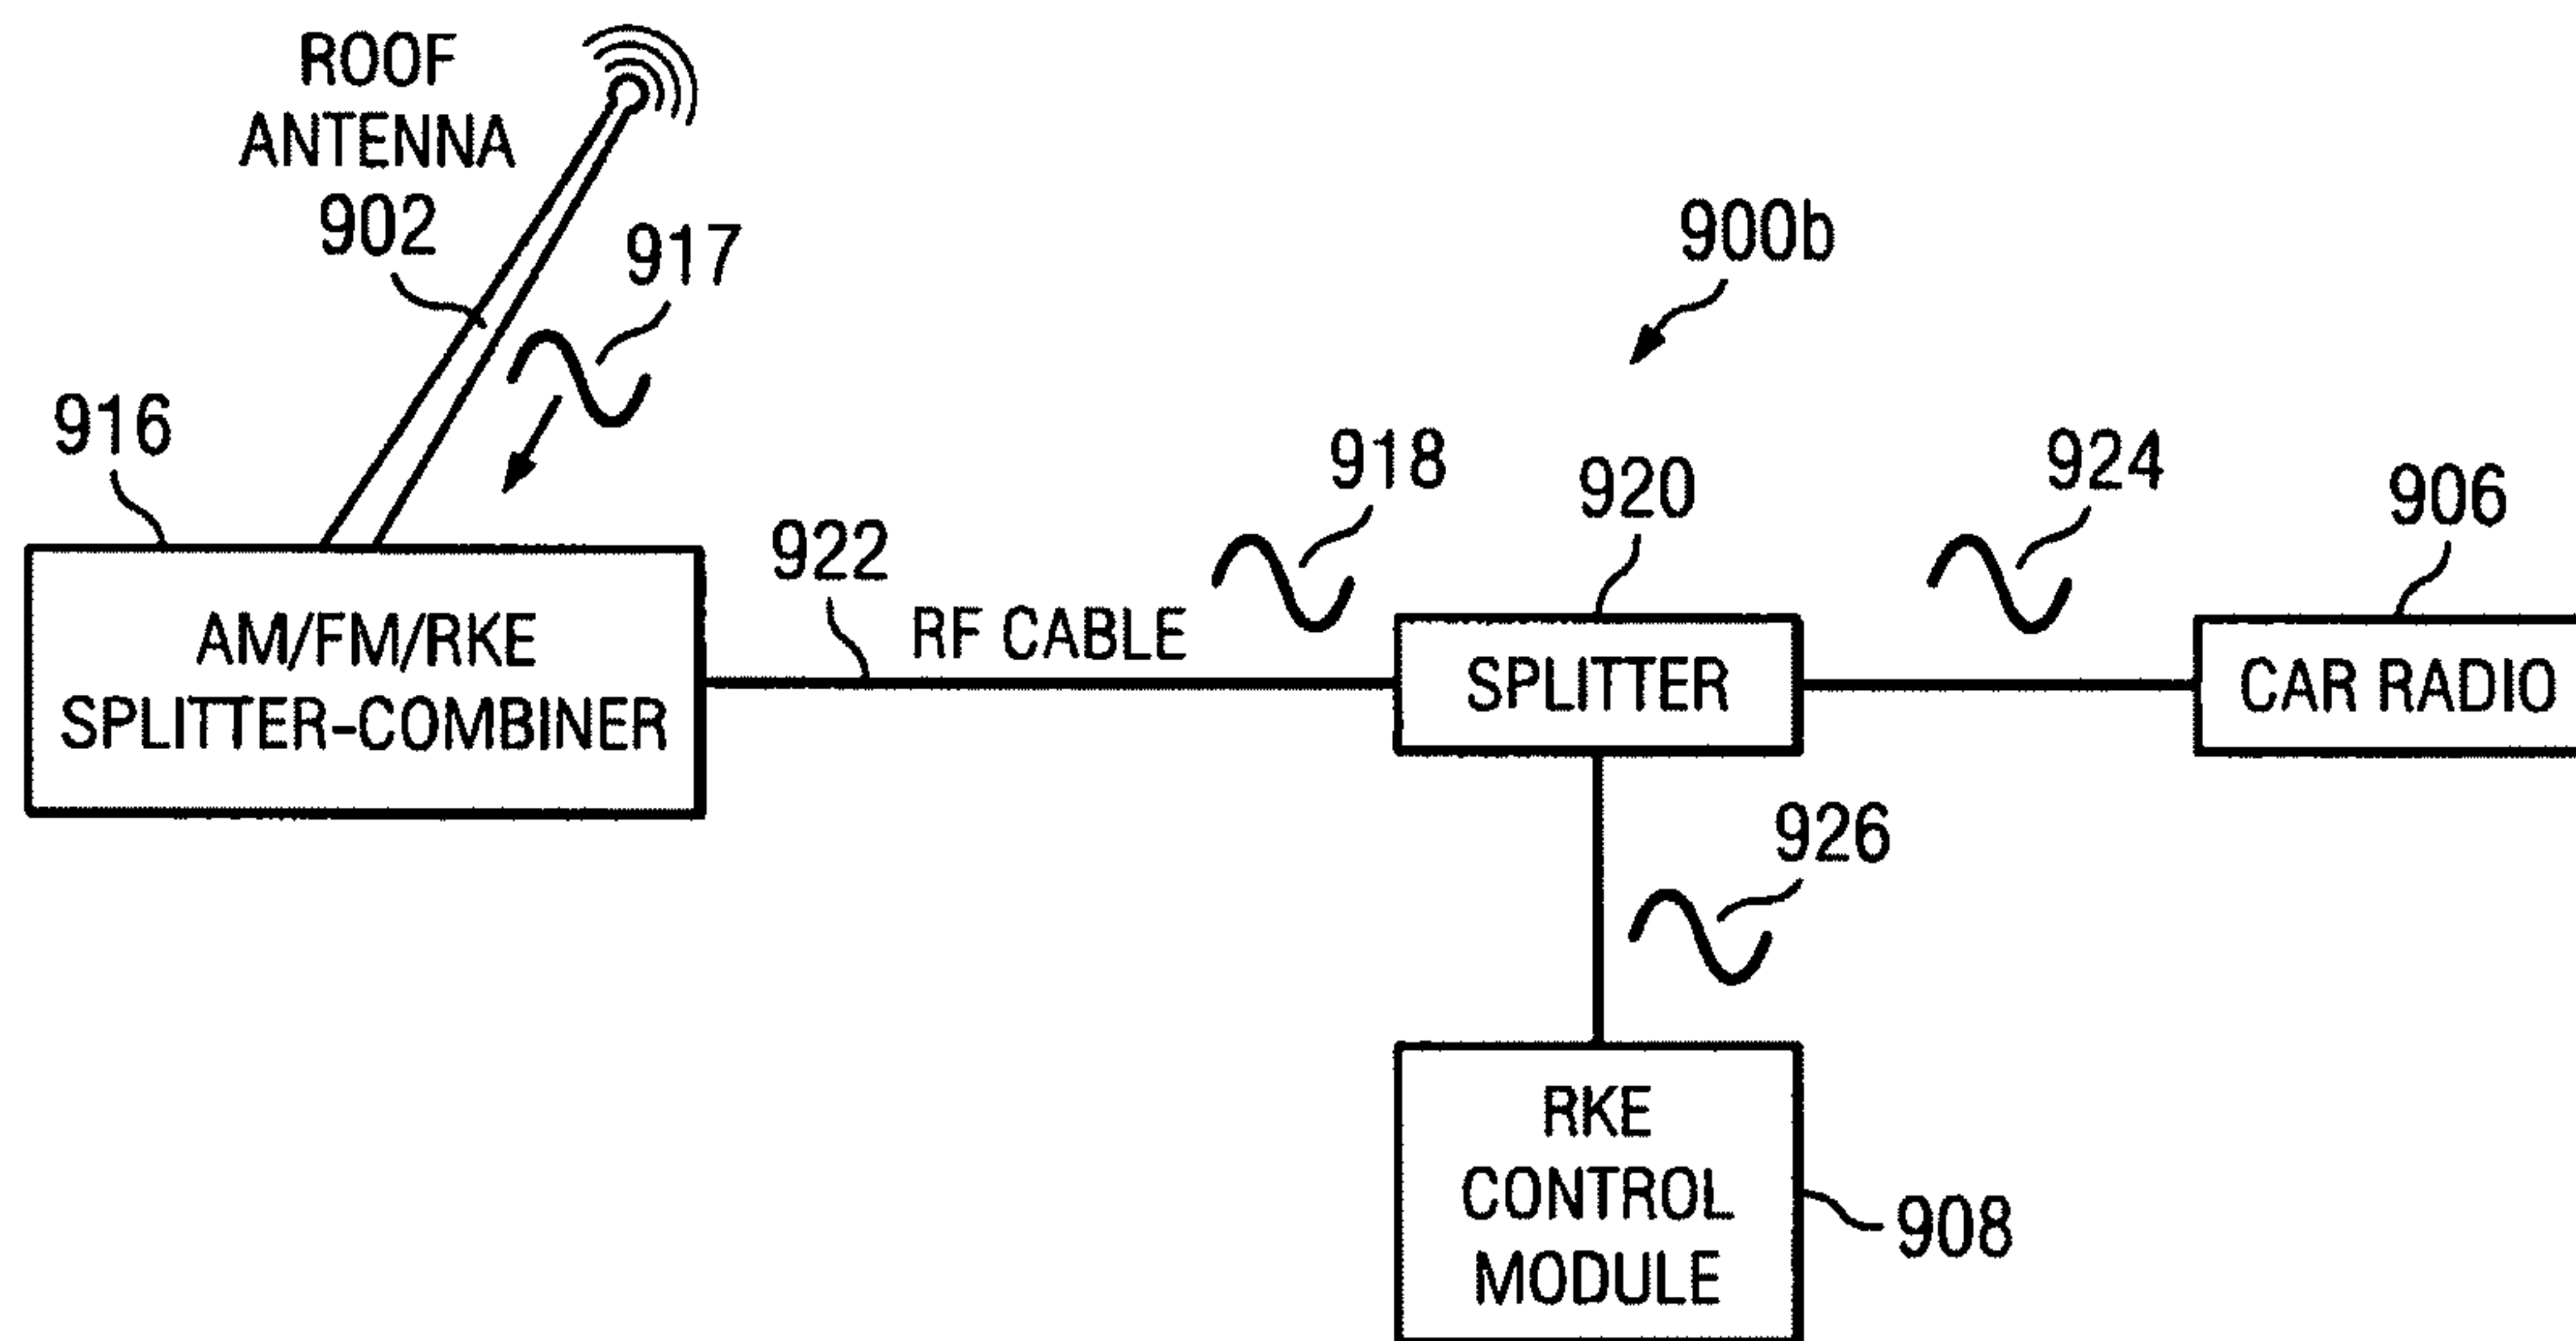 ROOF
ANTENNA
902
917
900b
916
918
920
924
906
922
RF CABLE
AM/FM/RKE
SPLITTER-COMBINER
SPLITTER
CAR RADIO
926
RKE
CONTROL
MODULE
908